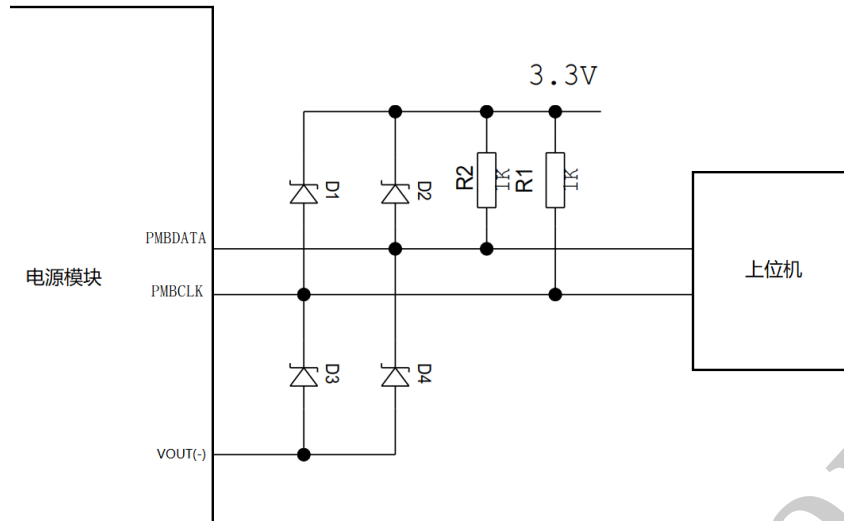 3.3V
D1
D2
R2
1K
R1
1K
PMBDATA
电源模块
PMBCLK
上位机
D3
D4
VOUT(-)